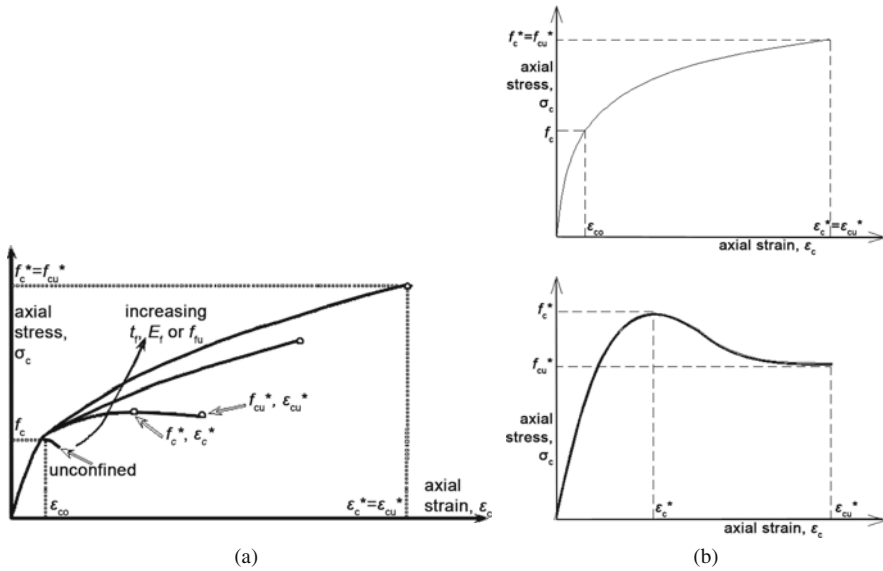 f_c*=f_cu*
axial
stress,
σ_c
f_c
increasing
t_f, E_f or f_fu
f_cu*, ε_cu*
f_c*, ε_c*
unconfined
ε_co
ε_c*=ε_cu*
axial
strain, ε_c
(a)
f_c*=f_cu*
axial
stress,
σ_c
f_c
ε_co
ε_c*=ε_cu*
axial strain, ε_c
f_c*
f_cu*
axial
stress,
σ_c
ε_c*
ε_cu*
axial strain, ε_c
(b)